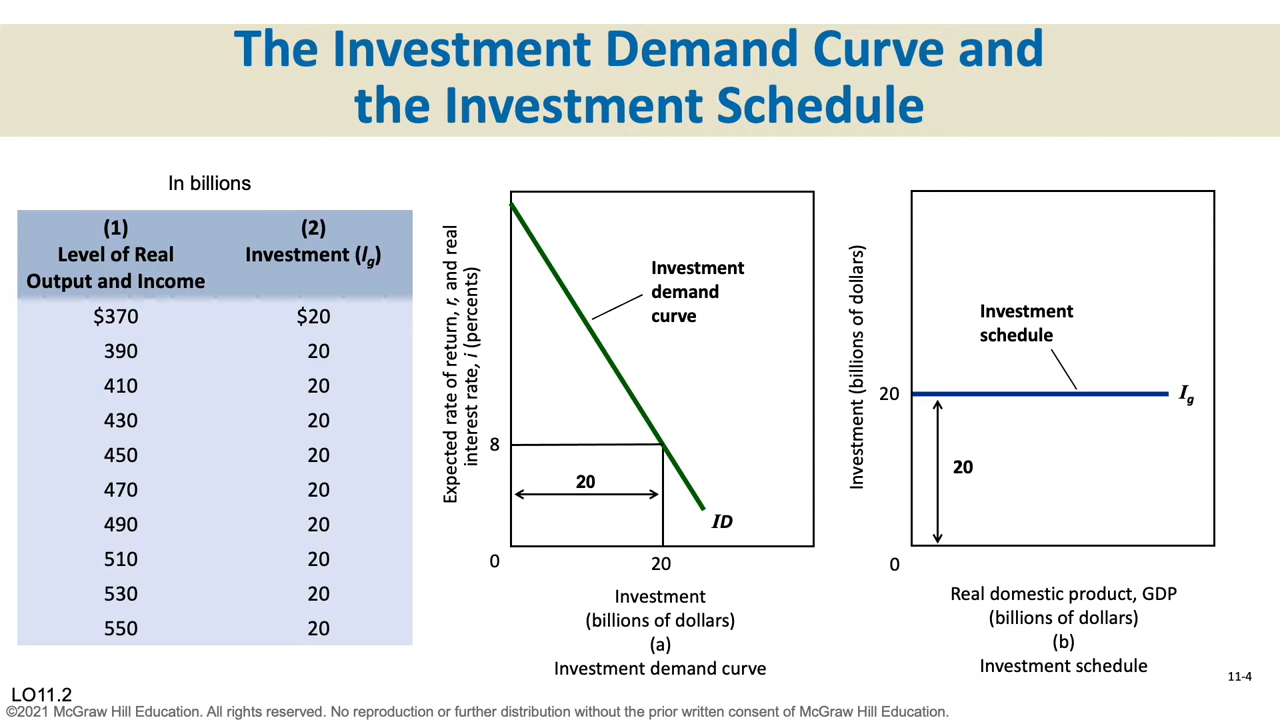 The Investment Demand Curve and
the Investment Schedule
In billions
(1)
Level of Real
Output and Income
(2)
Investment (Ig)
$370 $20
390 20
410 20
430 20
450 20
470 20
490 20
510 20
530 20
550 20
Expected rate of return, r, and real
interest rate, i (percents)
Investment
demand
curve
8
20
ID
0
20
Investment
(billions of dollars)
(a)
Investment demand curve
Investment (billions of dollars)
Investment
schedule
20
Ig
20
0
Real domestic product, GDP
(billions of dollars)
(b)
Investment schedule
11-4
LO11.2
©2021 McGraw Hill Education. All rights reserved. No reproduction or further distribution without the prior written consent of McGraw Hill Education.